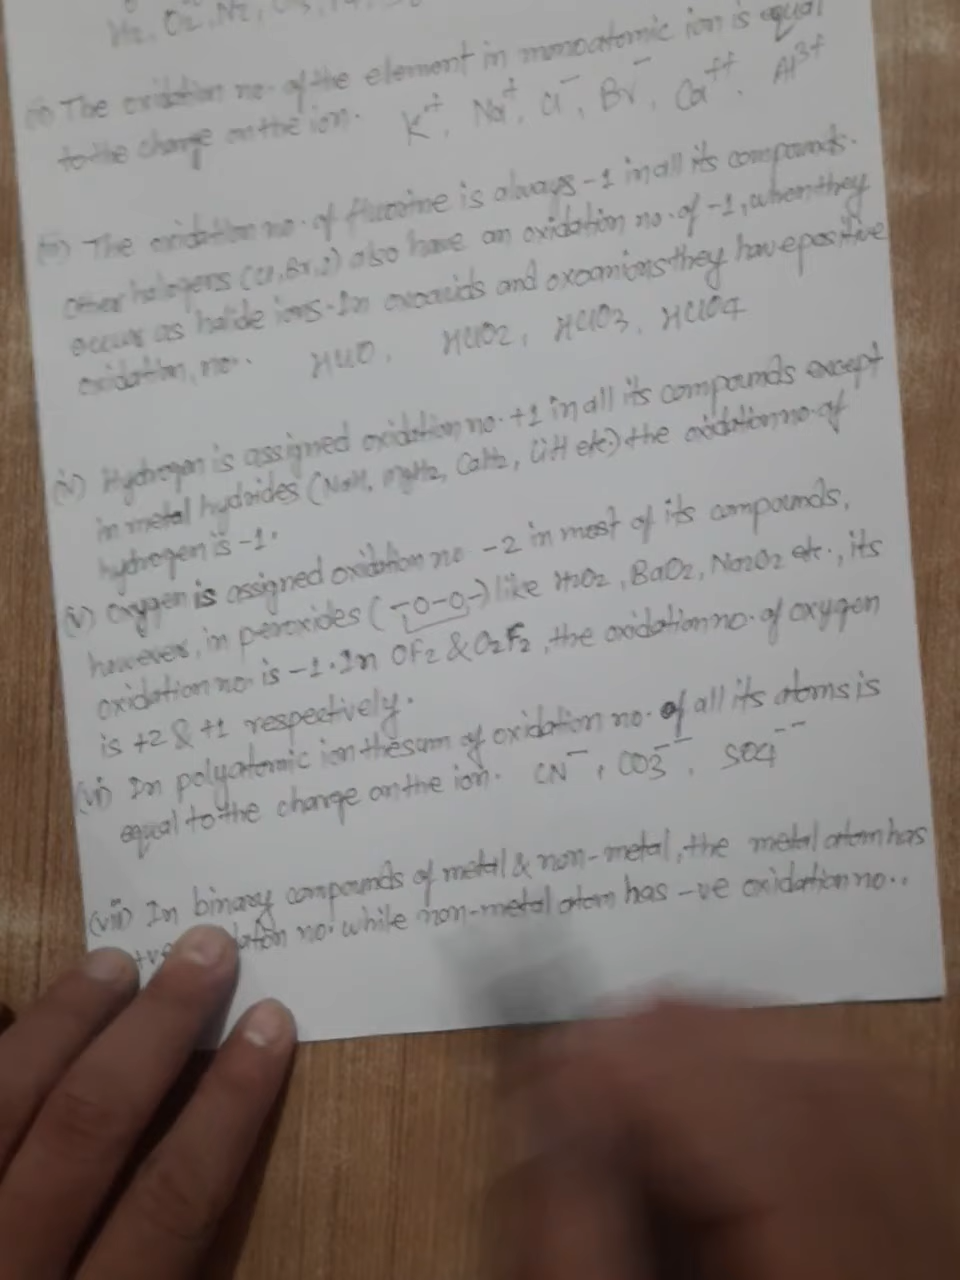 H2, O2, N2,
(ii) The oxidation no. of the element in monoatomic ion is equal
to the charge on the ion. K+, Na+, Cl-, Br-, Ca++, Al3+
(iii) The oxidation no. of fluorine is always -1 in all its compounds.
Other halogens (Cl, Br, I) also have an oxidation no. of -1, when they
occur as halide ions. In oxoacids and oxoanions they have positive
oxidation, no.. HClO, HClO2, HClO3, HClO4
(iv) Hydrogen is assigned oxidation no. +1 in all its compounds except
in metal hydrides (NaH, MgH2, CaH2, LiH etc.) the oxidation no. of
hydrogen is -1.
(v) Oxygen is assigned oxidation no -2 in most of its compounds,
however, in peroxides (-O-O-) like H2O2, BaO2, Na2O2 etc., its
oxidation no. is -1. In OF2 & O2F2, the oxidation no. of oxygen
is +2 & +1 respectively.
(vi) In polyatomic ion the sum of oxidation no. of all its atoms is
equal to the charge on the ion. CN-, CO3--, SO4--
(vii) In binary compounds of metal & non-metal, the metal atom has
+ve no. while non-metal atom has -ve oxidation no..